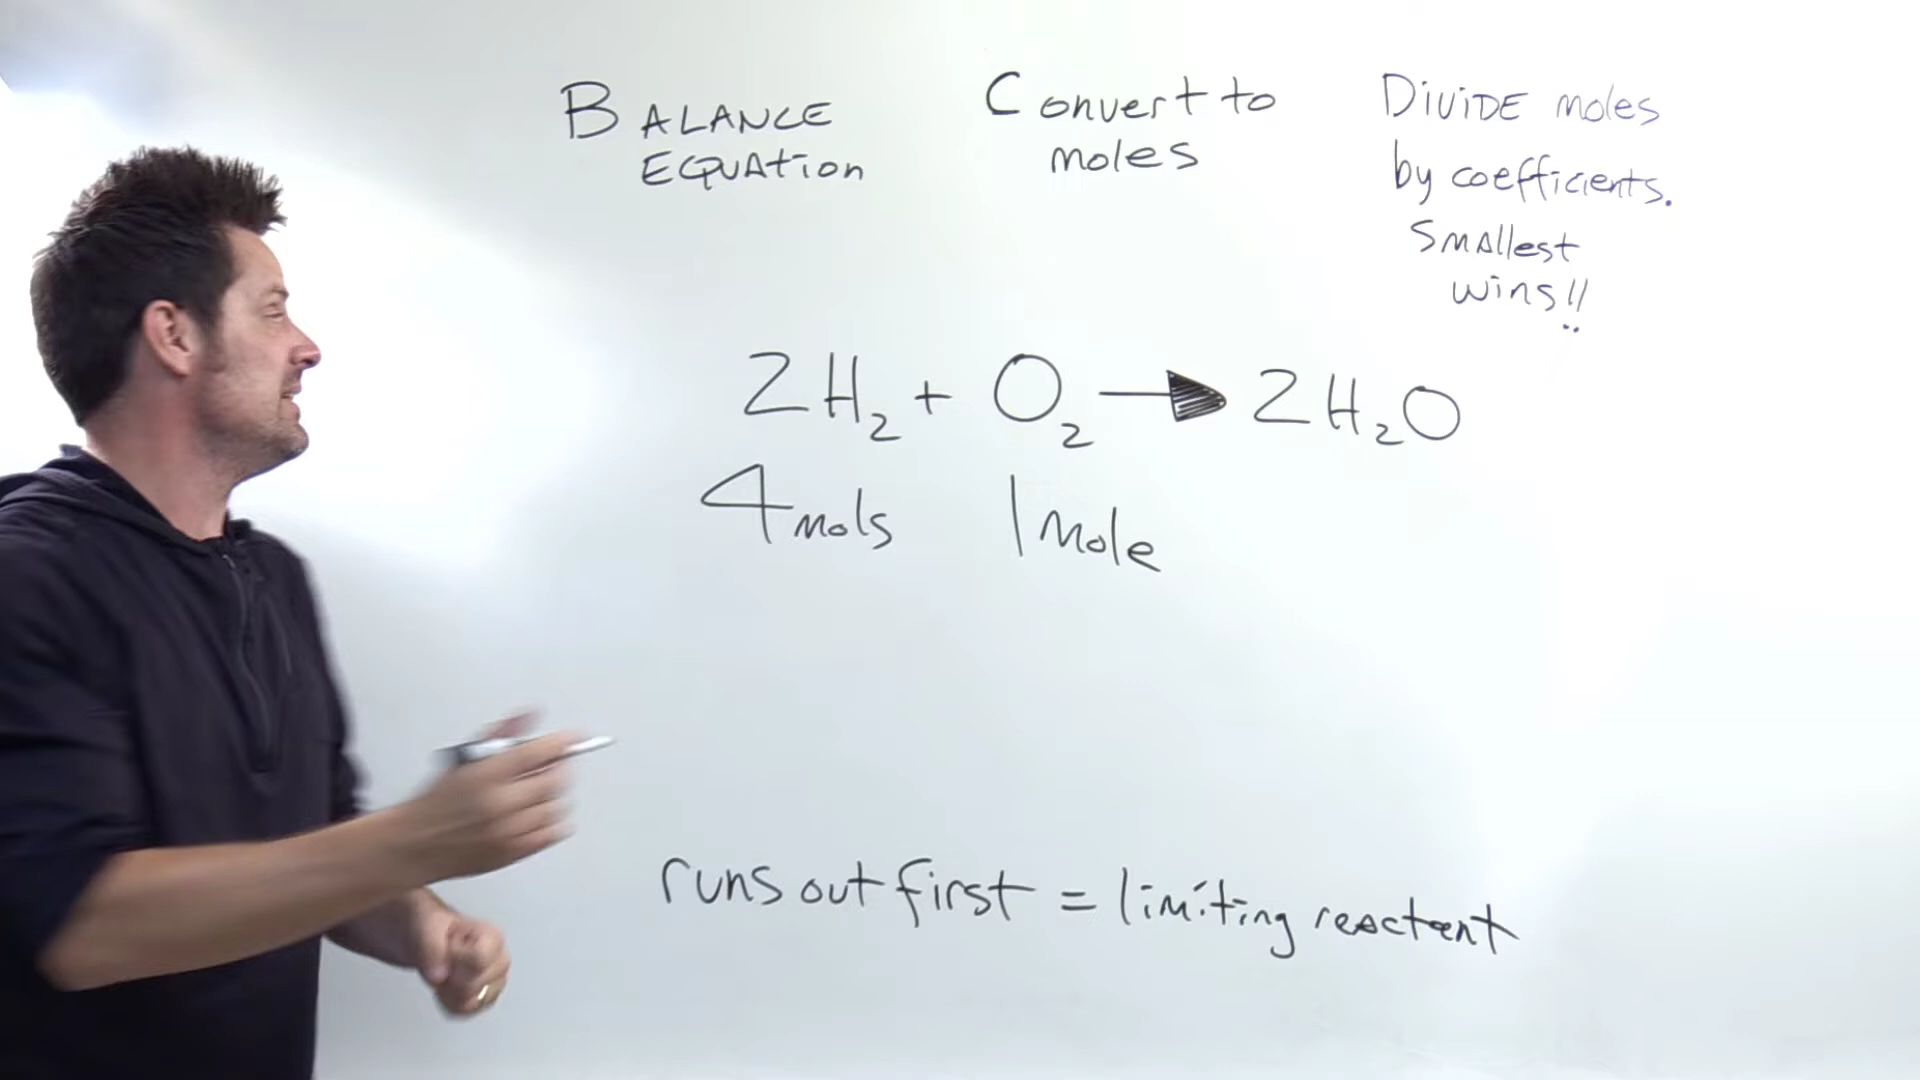 BALANCE
EQUATION
Convert to
moles
DIVIDE moles
by coefficients.
Smallest
wins!!
2H₂ + O₂ → 2H₂O
4 mols 1 mole
runs out first = limiting reactant